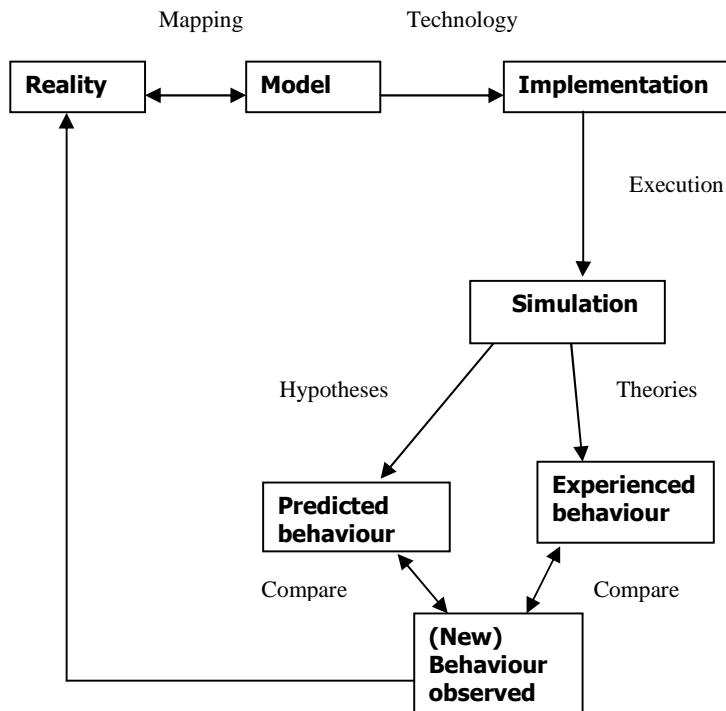 Mapping
Technology
Reality
Model
Implementation
Execution
Simulation
Hypotheses
Theories
Predicted
behaviour
Experienced
behaviour
Compare
Compare
(New)
Behaviour
observed